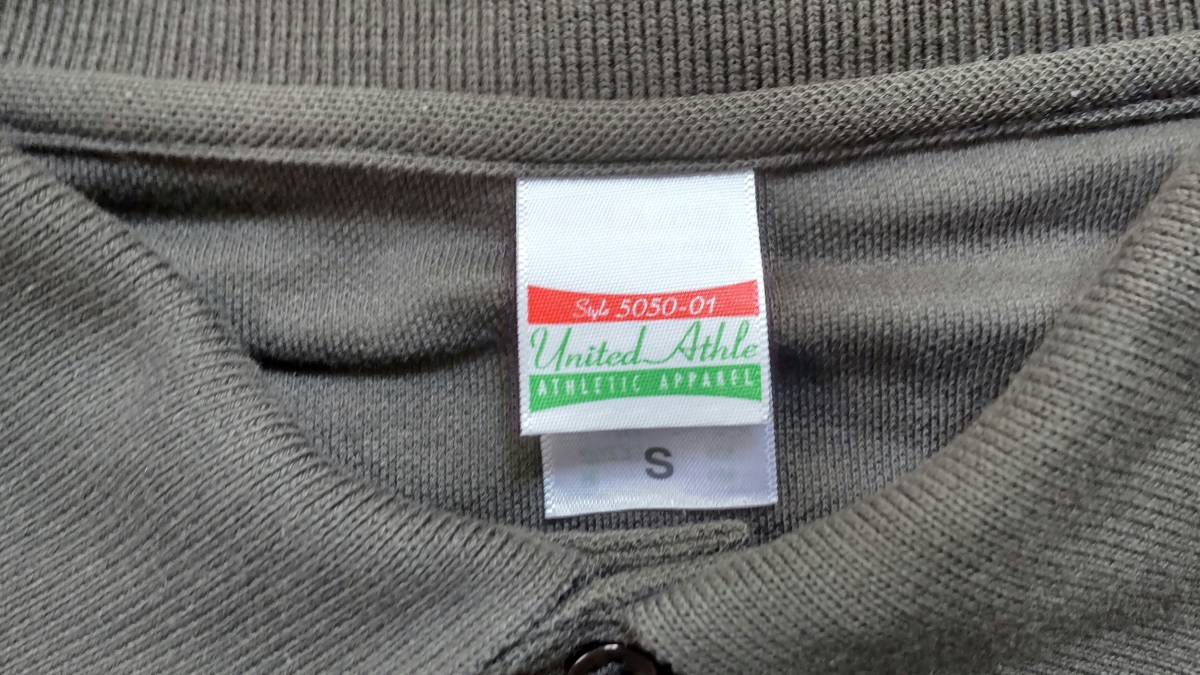 Style 5050-01
United Athle
ATHLETIC APPAREL
S